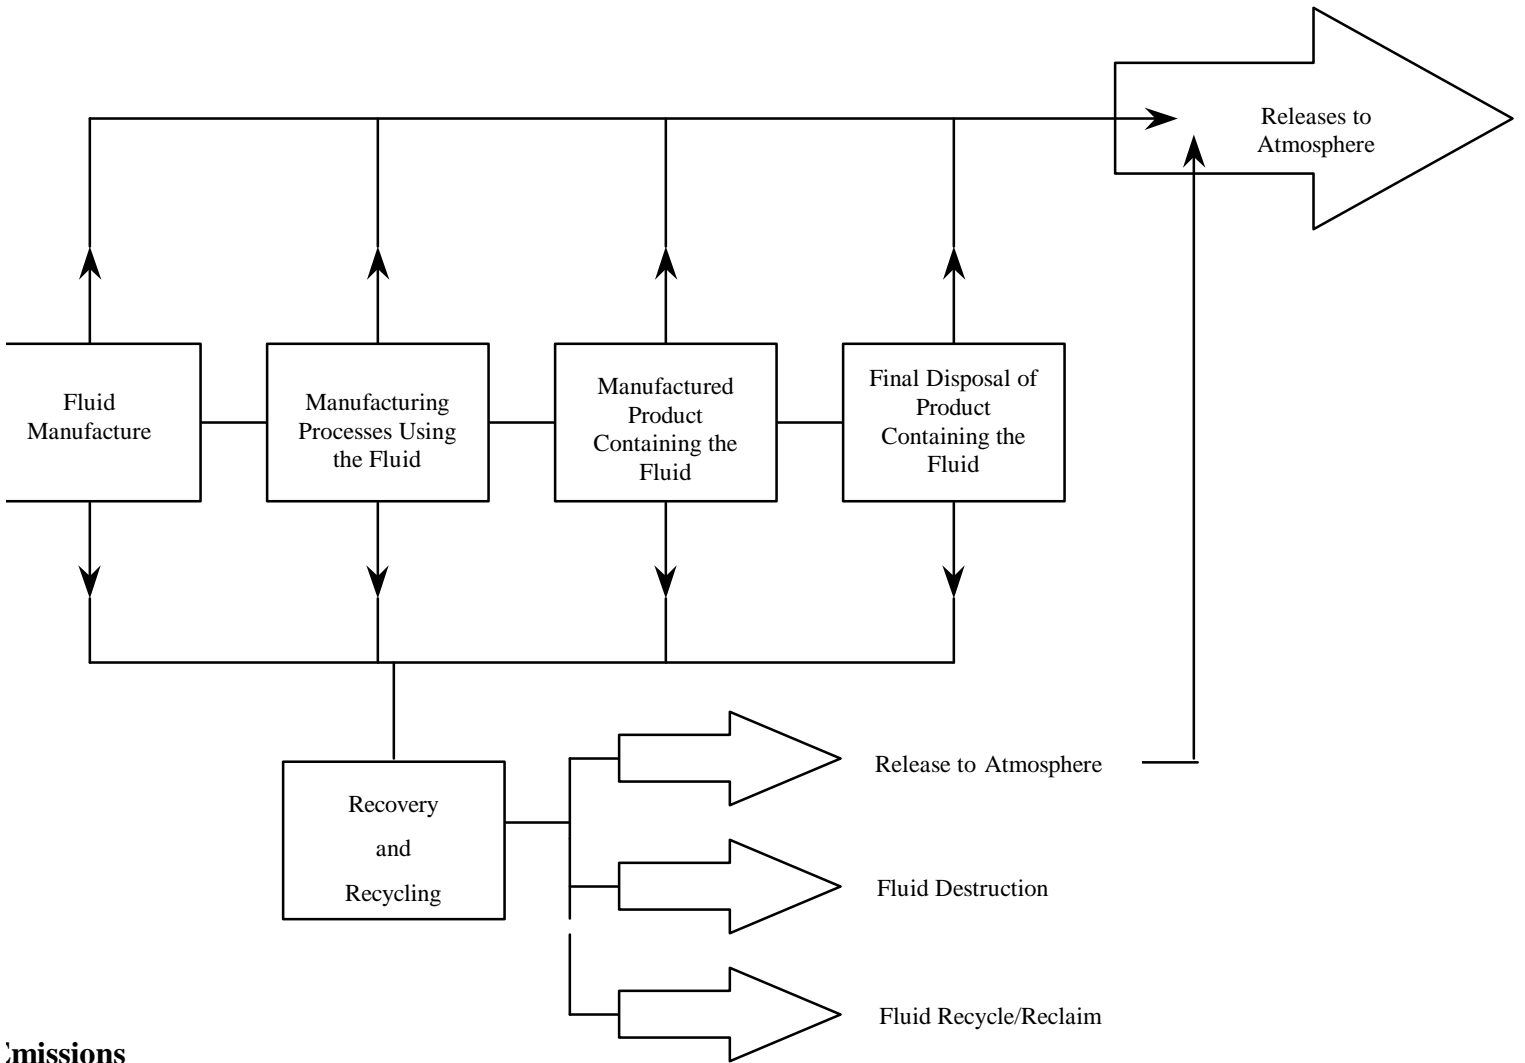 Releases to
Atmosphere
Fluid
Manufacture
Manufacturing
Processes Using
the Fluid
Manufactured
Product
Containing the
Fluid
Final Disposal of
Product
Containing the
Fluid
Recovery
and
Recycling
Release to Atmosphere
Fluid Destruction
Fluid Recycle/Reclaim